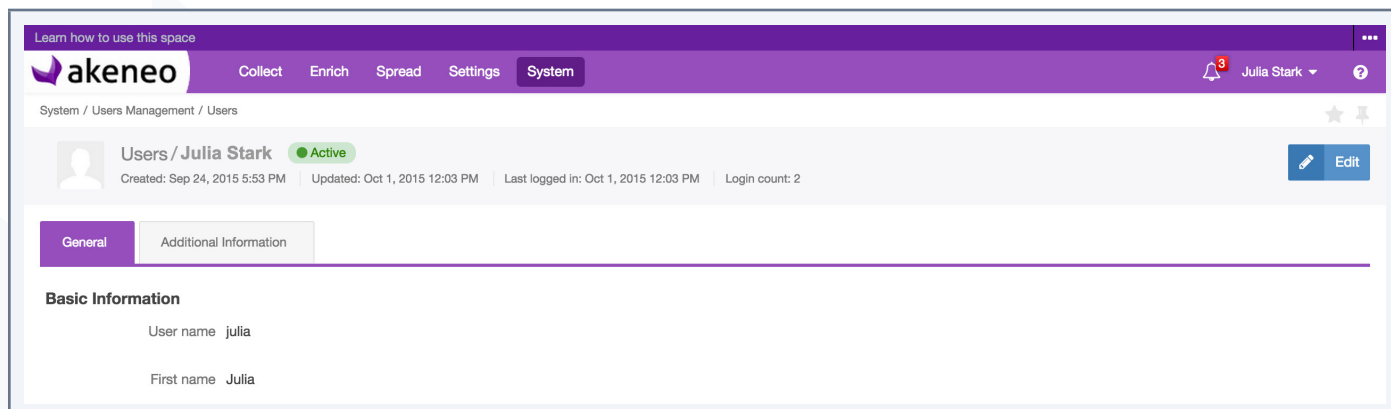 Learn how to use this space
akeneo Collect Enrich Spread Settings System 3 Julia Stark ?
System / Users Management / Users
Users / Julia Stark Active
Edit
Created: Sep 24, 2015 5:53 PM Updated: Oct 1, 2015 12:03 PM Last logged in: Oct 1, 2015 12:03 PM Login count: 2
General Additional Information
Basic Information
User name julia
First name Julia